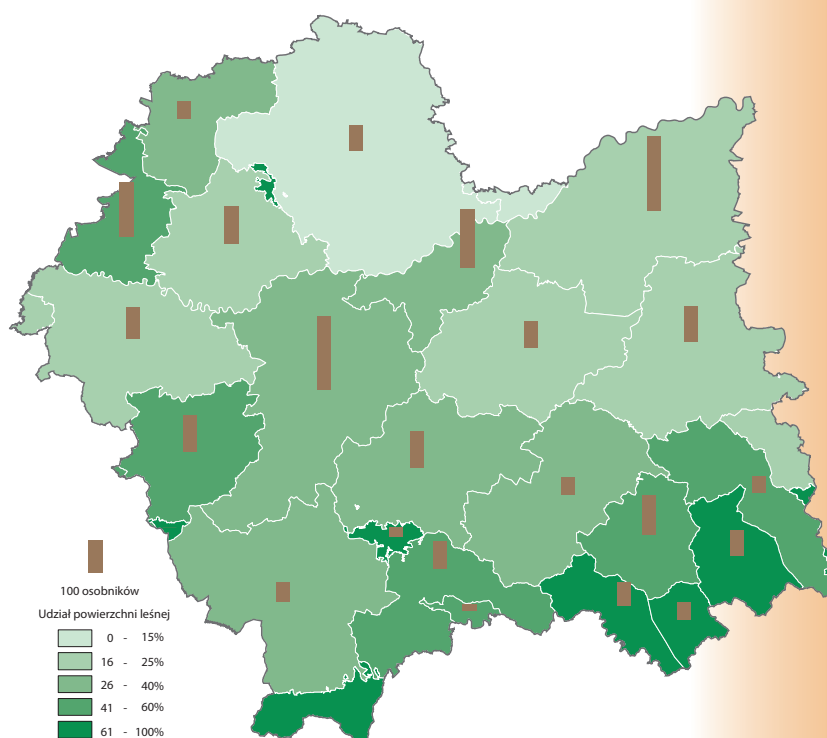 100 osobników
Udział powierzchni leśnej
0 - 15%
16 - 25%
26 - 40%
41 - 60%
61 - 100%